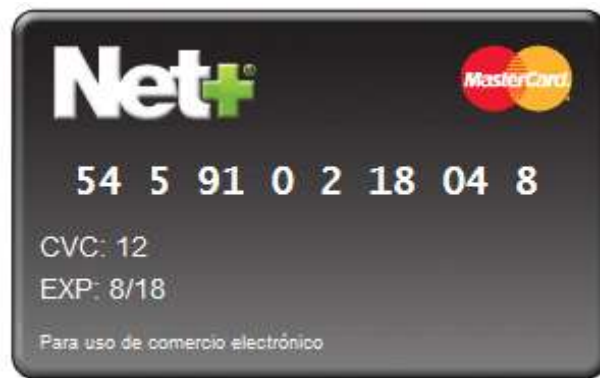 Net+®
MasterCard
54 5 91 0 2 18 04 8
CVC: 12
EXP: 8/18
Para uso de comercio electrónico